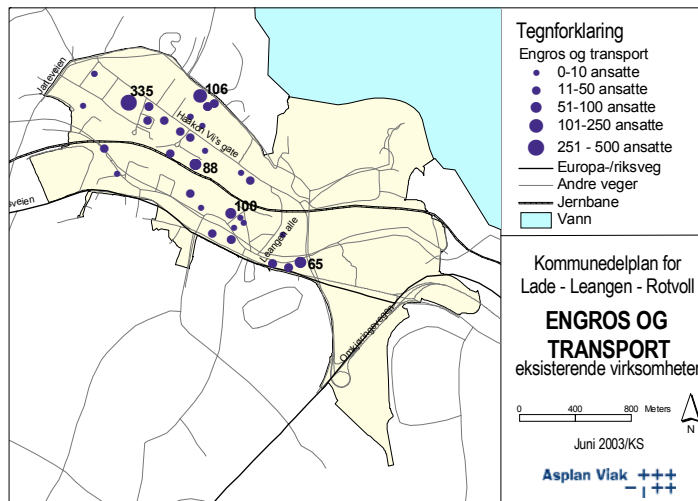 Jarleveien
335
106
Haakon VII's gate
88
sveien
100
Leangen alle
65
Omkjøringsvegen
Tegnforklaring
Engros og transport
0-10 ansatte
11-50 ansatte
51-100 ansatte
101-250 ansatte
251 - 500 ansatte
Europa-/riksveg
Andre veger
Jernbane
Vann
Kommunedelplan for
Lade - Leangen - Rotvoll
ENGROS OG
TRANSPORT
eksisterende virksomheter
0 400 800 Meters
N
Juni 2003/KS
Asplan Viak